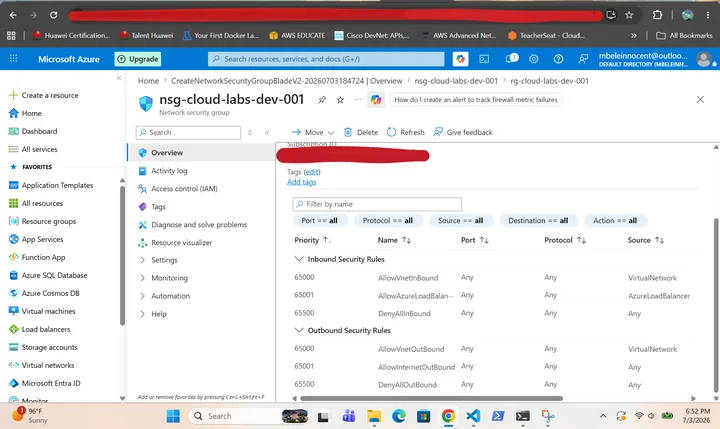 Huawei Certification...
Talent Huawei
Your First Docker La...
AWS EDUCATE
Cisco DevNet: APIs,...
AWS Advanced Net...
TeacherSeat - Cloud...
All Bookmarks
Microsoft Azure
Upgrade
Search resources, services, and docs (G+/)
1
mbeleinnocent@outloo...
DEFAULT DIRECTORY (MBELEINN...
Create a resource
Home
Dashboard
All services
FAVORITES
Application Templates
All resources
Resource groups
App Services
Function App
Azure SQL Database
Azure Cosmos DB
Virtual machines
Load balancers
Storage accounts
Virtual networks
Microsoft Entra ID
Monitor
Home > CreateNetworkSecurityGroupBladeV2-20260703184724 | Overview > nsg-cloud-labs-dev-001 > rg-cloud-labs-dev-001
nsg-cloud-labs-dev-001
Network security group
How do I create an alert to track firewall metric failures
Search
Overview
Activity log
Access control (IAM)
Tags
Diagnose and solve problems
Resource visualizer
Settings
Monitoring
Automation
Help
Add or remove favorites by pressing Ctrl+Shift+F
Move
Delete
Refresh
Give feedback
Subscription ID
Tags (edit)
Add tags
Filter by name
Port == all
Protocol == all
Source == all
Destination == all
Action == all
Priority Name Port Protocol Source
Inbound Security Rules
65000 AllowVnetInBound Any Any VirtualNetwork
65001 AllowAzureLoadBalan... Any Any AzureLoadBalancer
65500 DenyAllInBound Any Any Any
Outbound Security Rules
65000 AllowVnetOutBound Any Any VirtualNetwork
65001 AllowInternetOutBound Any Any Any
65500 DenyAllOutBound Any Any Any
1
96°F
Sunny
Search
6:52 PM
7/3/2026